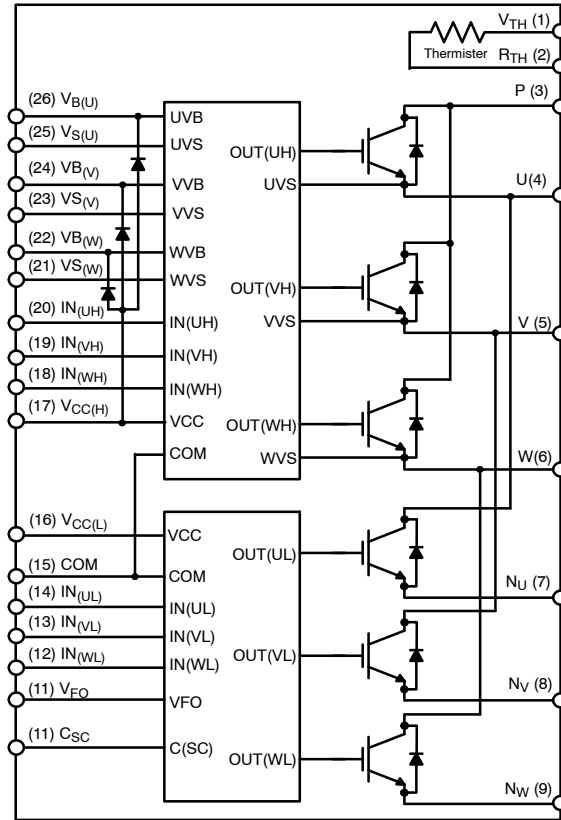 VTH (1)
Thermister
RTH (2)
P (3)
(26) VB(U)
UVB
(25) VS(U)
UVS
OUT(UH)
(24) VB(V)
VVB
UVS
U(4)
(23) VS(V)
VVS
(22) VB(W)
WVB
(21) VS(W)
WVS
OUT(VH)
(20) IN(UH)
IN(UH)
VVS
V (5)
(19) IN(VH)
IN(VH)
(18) IN(WH)
IN(WH)
(17) VCC(H)
VCC
OUT(WH)
COM
WVS
W(6)
(16) VCC(L)
VCC
OUT(UL)
(15) COM
COM
(14) IN(UL)
IN(UL)
NU (7)
(13) IN(VL)
IN(VL)
(12) IN(WL)
IN(WL)
OUT(VL)
(11) VFO
VFO
NV (8)
(11) CSC
C(SC)
OUT(WL)
NW (9)